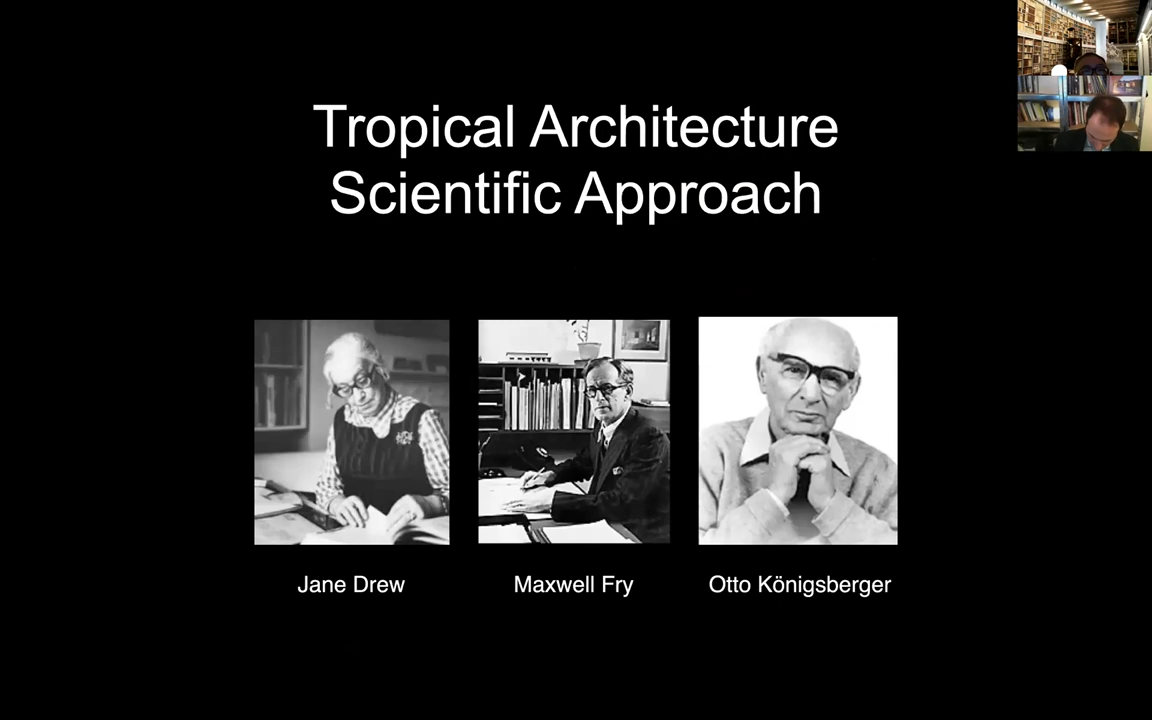 Tropical Architecture
Scientific Approach
Jane Drew
Maxwell Fry
Otto Königsberger